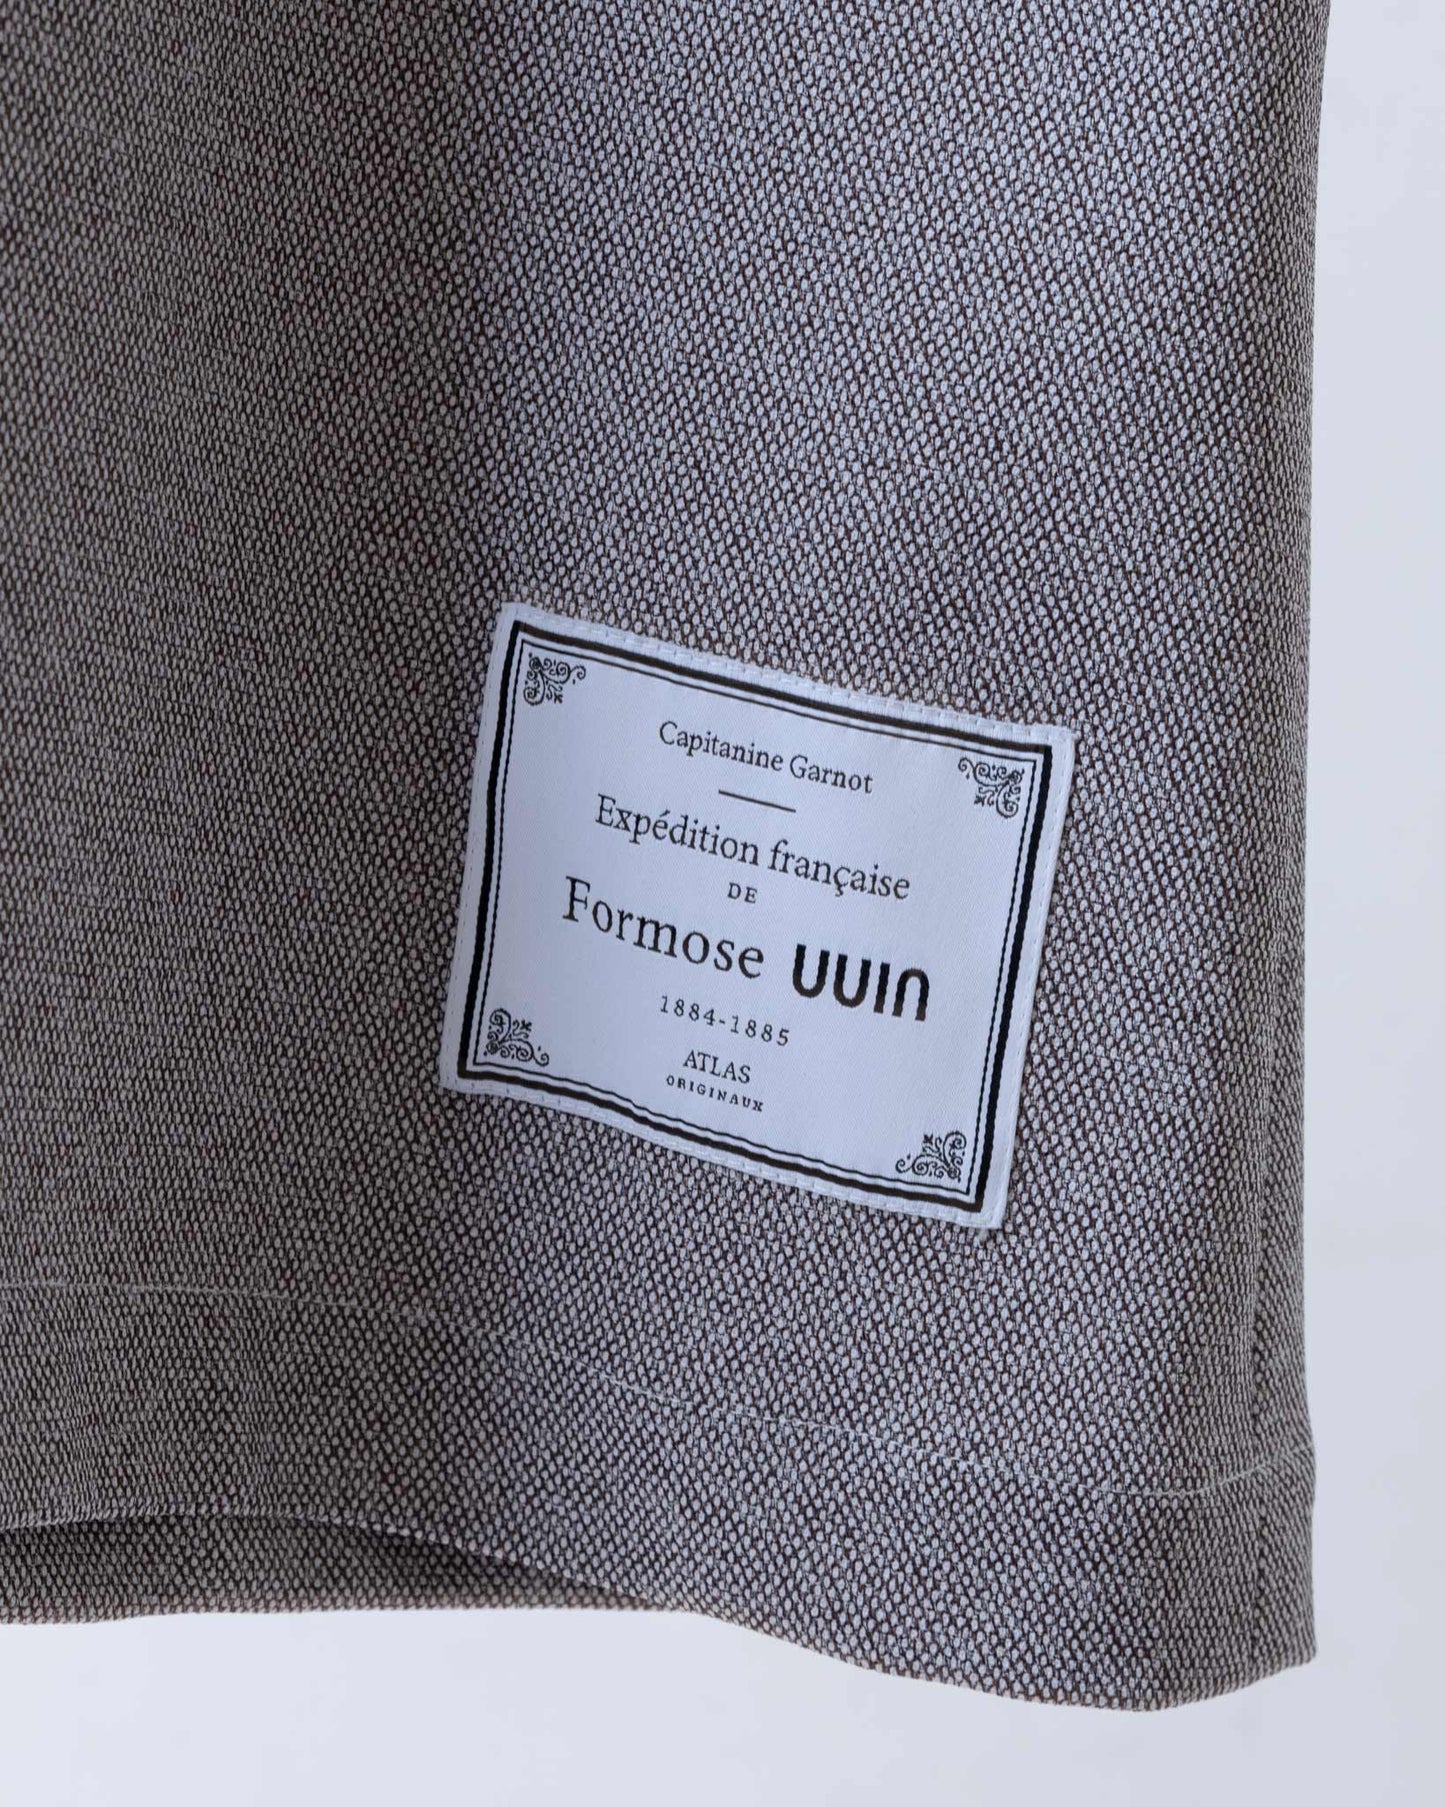 Capitanine Garnot
Expédition française
DE
Formose UUIN
1884-1885
ATLAS
ORIGINAUX